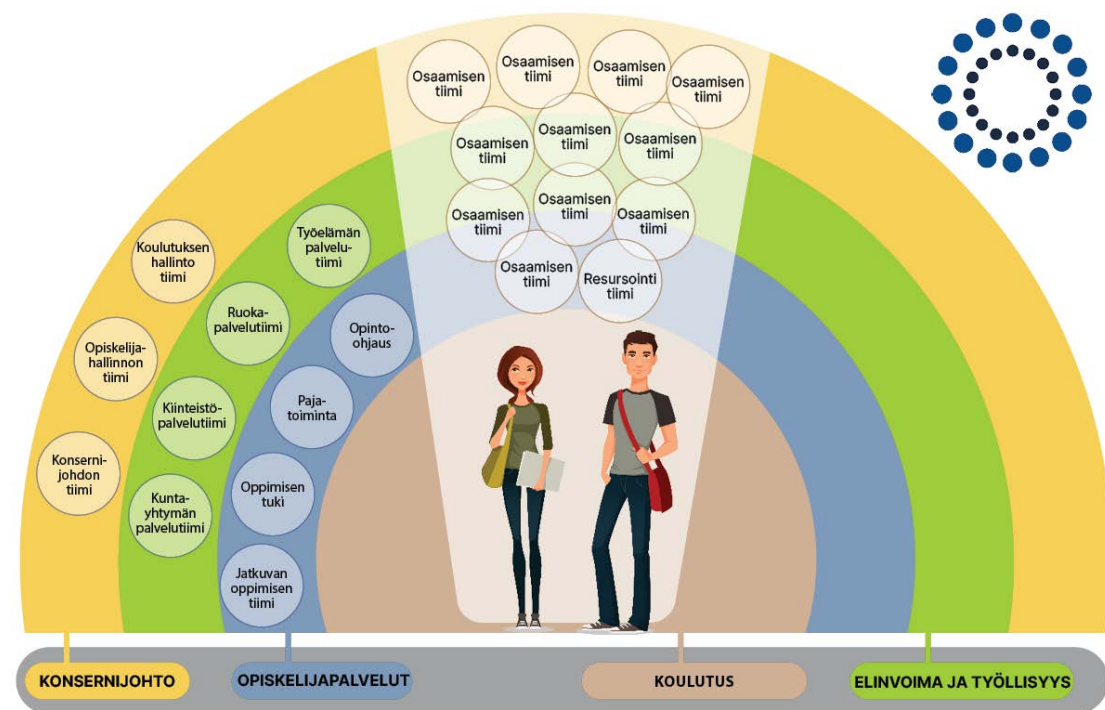 Osaamisen
tiimi
Osaamisen
tiimi
Osaamisen
tiimi
Osaamisen
tiimi
Osaamisen
tiimi
Osaamisen
tiimi
Osaamisen
tiimi
Osaamisen
tiimi
Osaamisen
tiimi
Osaamisen
tiimi
Osaamisen
tiimi
Resursointi
tiimi
Koulutuksen
hallinto
tiimi
Opiskelija-
hallinnon
tiimi
Konserni-
johdon
tiimi
Työelämän
palvelu-
tiimi
Ruoka-
palvelutiimi
Kiinteistö-
palvelutiimi
Kunta-
yhtymän
palvelutiimi
Opinto-
ohjaus
Paja-
toiminta
Oppimisen
tuki
Jatkuvan
oppimisen
tiimi
KONSERNIJOHTO
OPISKELIJAPALVELUT
KOULUTUS
ELINVOIMA JA TYÖLLISYYS